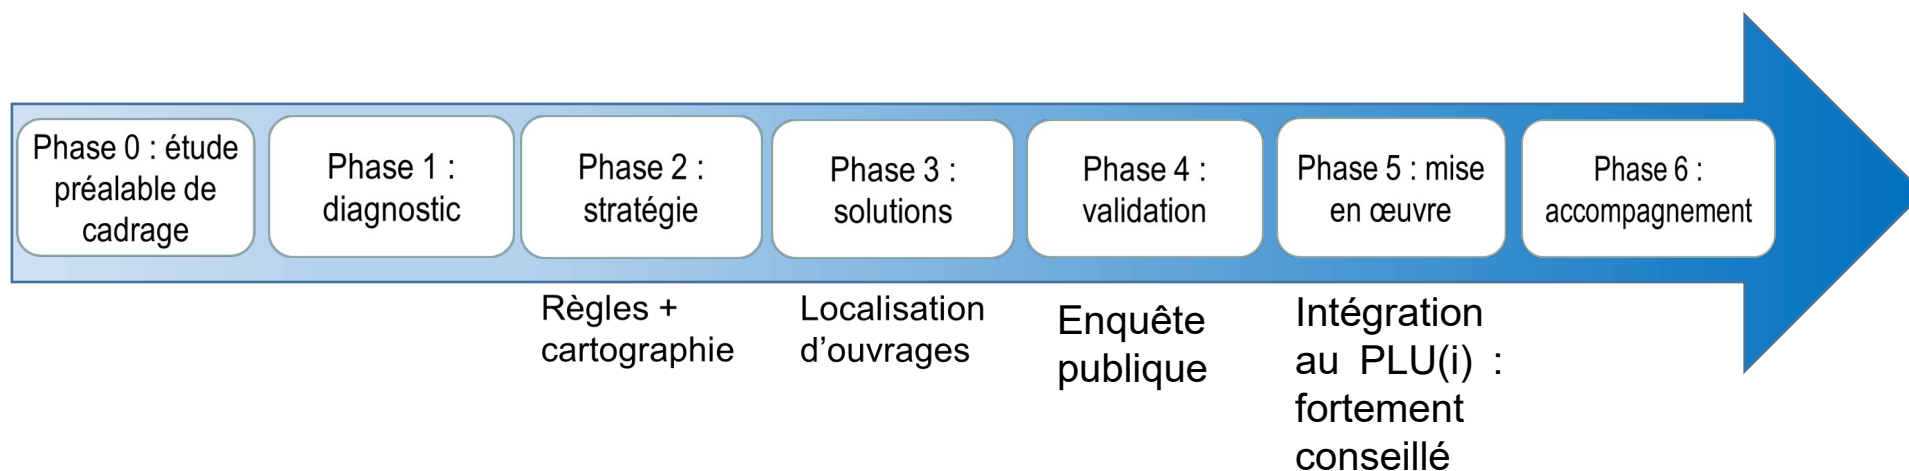 Phase 0 : étude
préalable de
cadrage
Phase 1 :
diagnostic
Phase 2 :
stratégie
Phase 3 :
solutions
Phase 4 :
validation
Phase 5 : mise
en œuvre
Phase 6 :
accompagnement
Règles +
cartographie
Localisation
d’ouvrages
Enquête
publique
Intégration
au PLU(i) :
fortement
conseillé